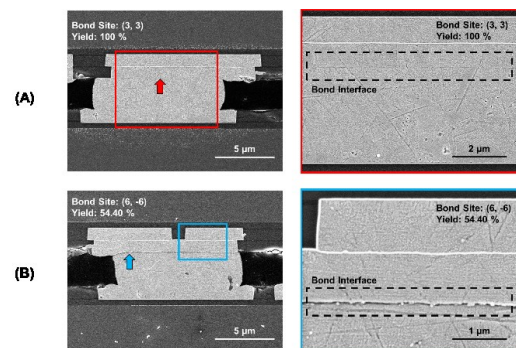 (A)
Bond Site: (3, 3)
Yield: 100 %
5 µm
Bond Site: (3, 3)
Yield: 100 %
Bond Interface
2 µm
(B)
Bond Site: (6, -6)
Yield: 54.40 %
5 µm
Bond Site: (6, -6)
Yield: 54.40 %
Bond Interface
1 µm